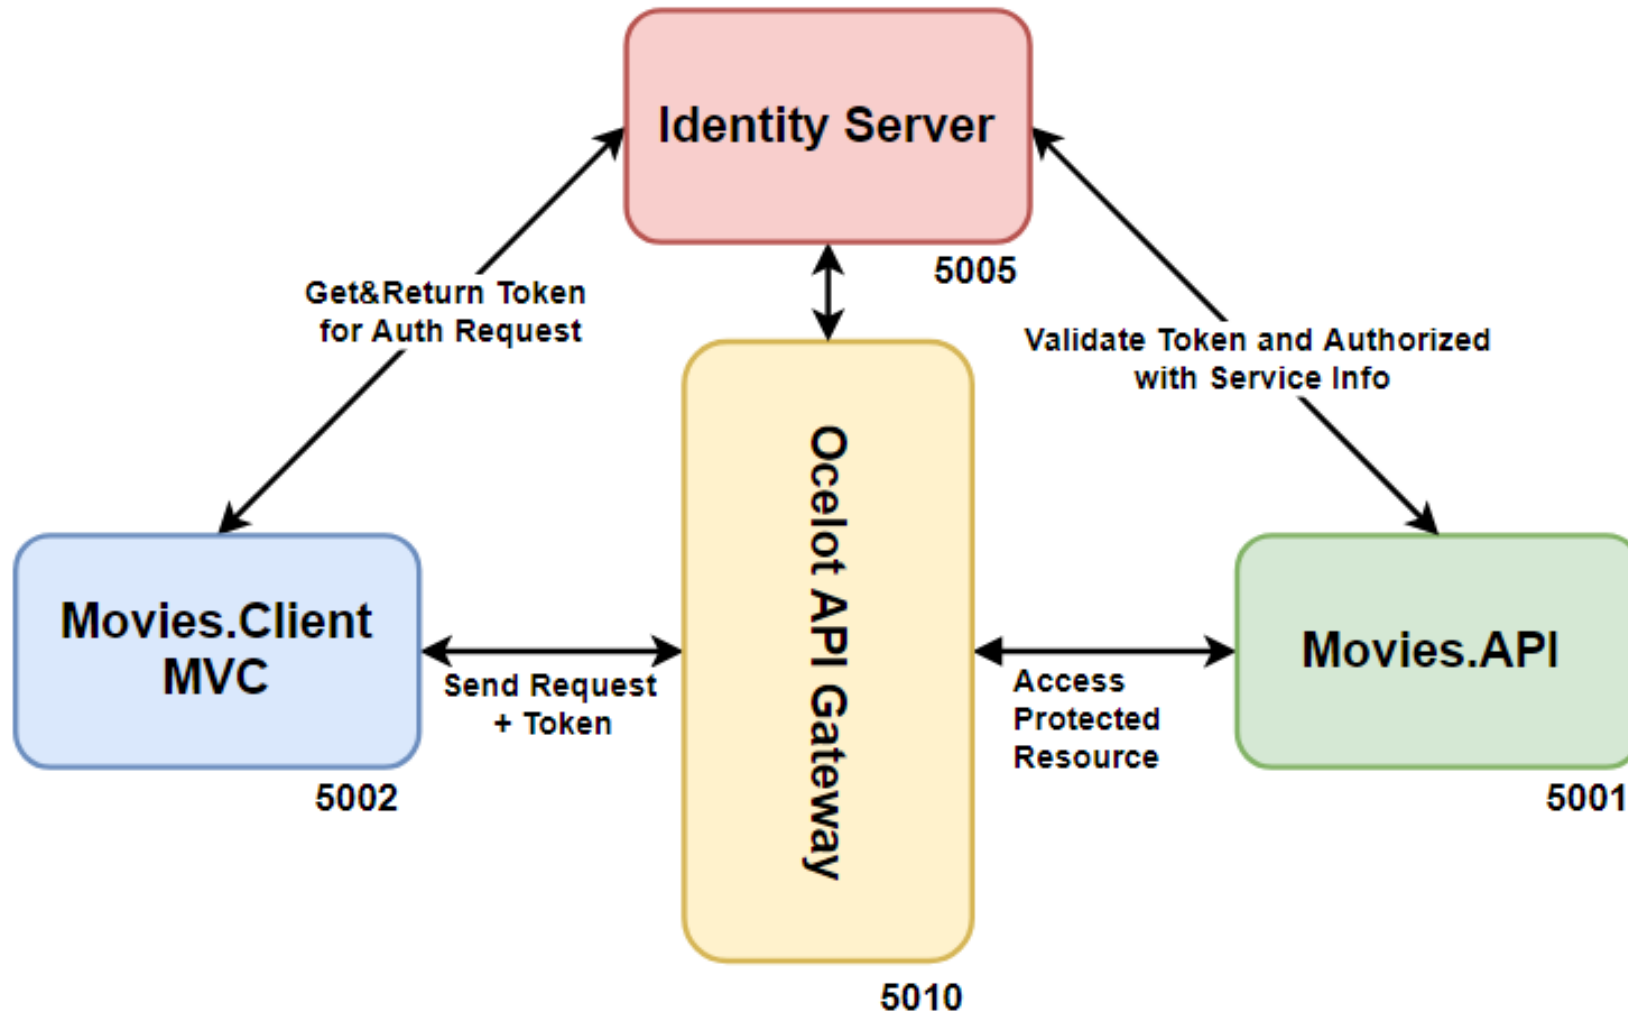 Identity Server
5005
Get&Return Token
for Auth Request
Validate Token and Authorized
with Service Info
Ocelot API Gateway
Movies.Client
MVC
Send Request
+ Token
Access
Protected
Resource
Movies.API
5002
5001
5010